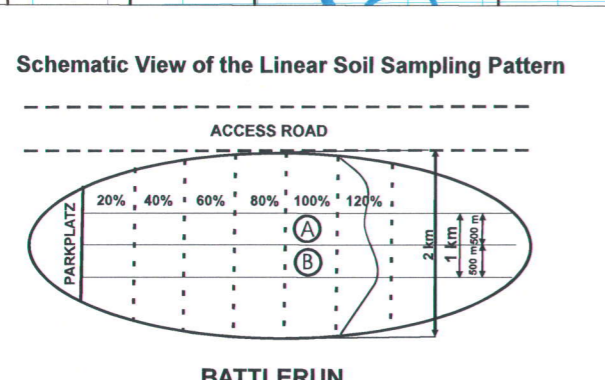 Schematic View of the Linear Soil Sampling Pattern
ACCESS ROAD
PARKPLATZ
20% 40% 60% 80% 100% 120%
A
B
2 km
1 km
500 m
500 m
BATTLERUN